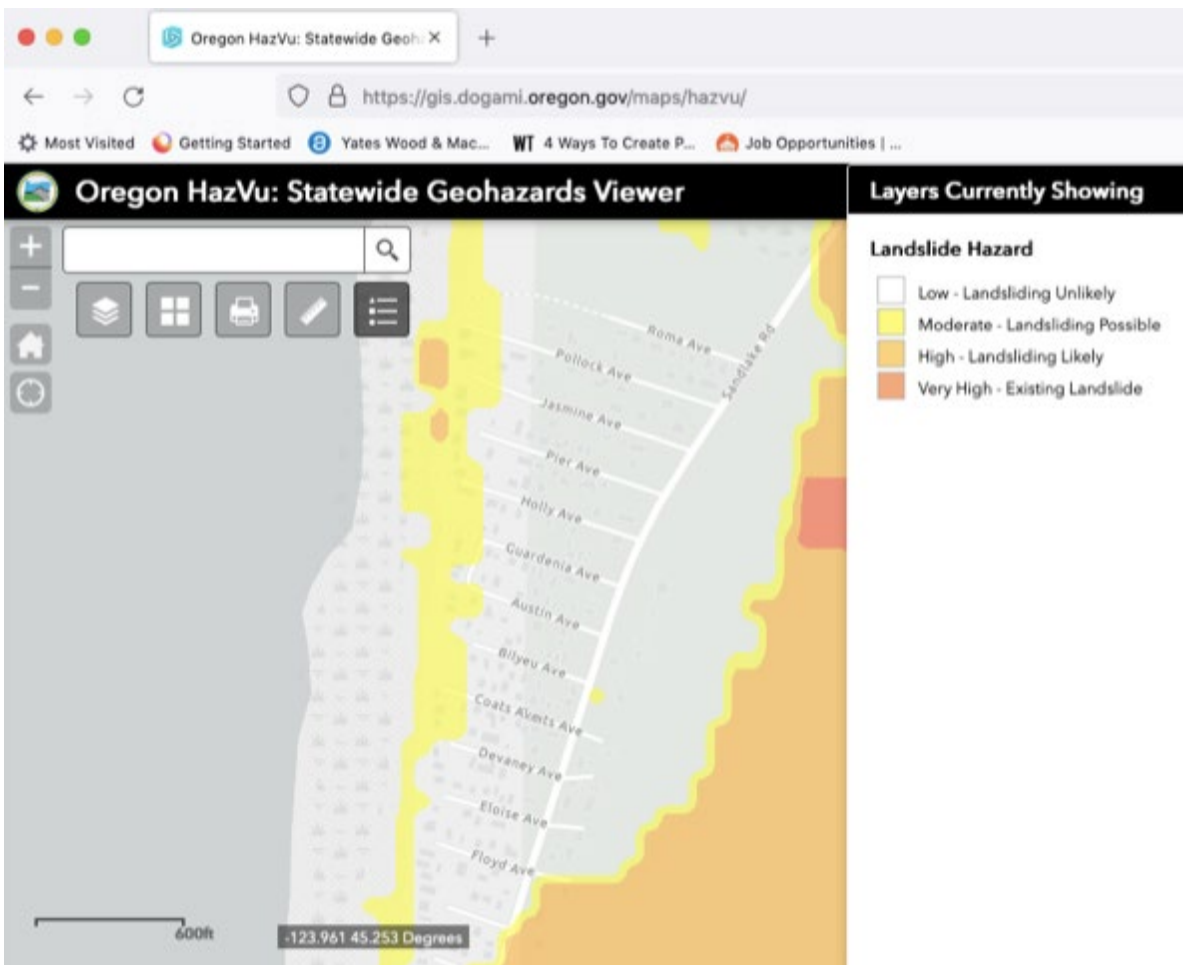 Oregon HazVu: Statewide Geoh
https://gis.dogami.oregon.gov/maps/hazvu/
Most Visited Getting Started Yates Wood & Mac... WT 4 Ways To Create P... Job Opportunities | ...
Oregon HazVu: Statewide Geohazards Viewer
Layers Currently Showing
Landslide Hazard
Low - Landsliding Unlikely
Moderate - Landsliding Possible
High - Landsliding Likely
Very High - Existing Landslide
Roma Ave
Sandlake Rd
Pollock Ave
Jasmine Ave
Pier Ave
Holly Ave
Guardenia Ave
Austin Ave
Bilyeu Ave
Coats Ave
Ave
Devaney Ave
Eloise Ave
Floyd Ave
600ft
-123.961 45.253 Degrees